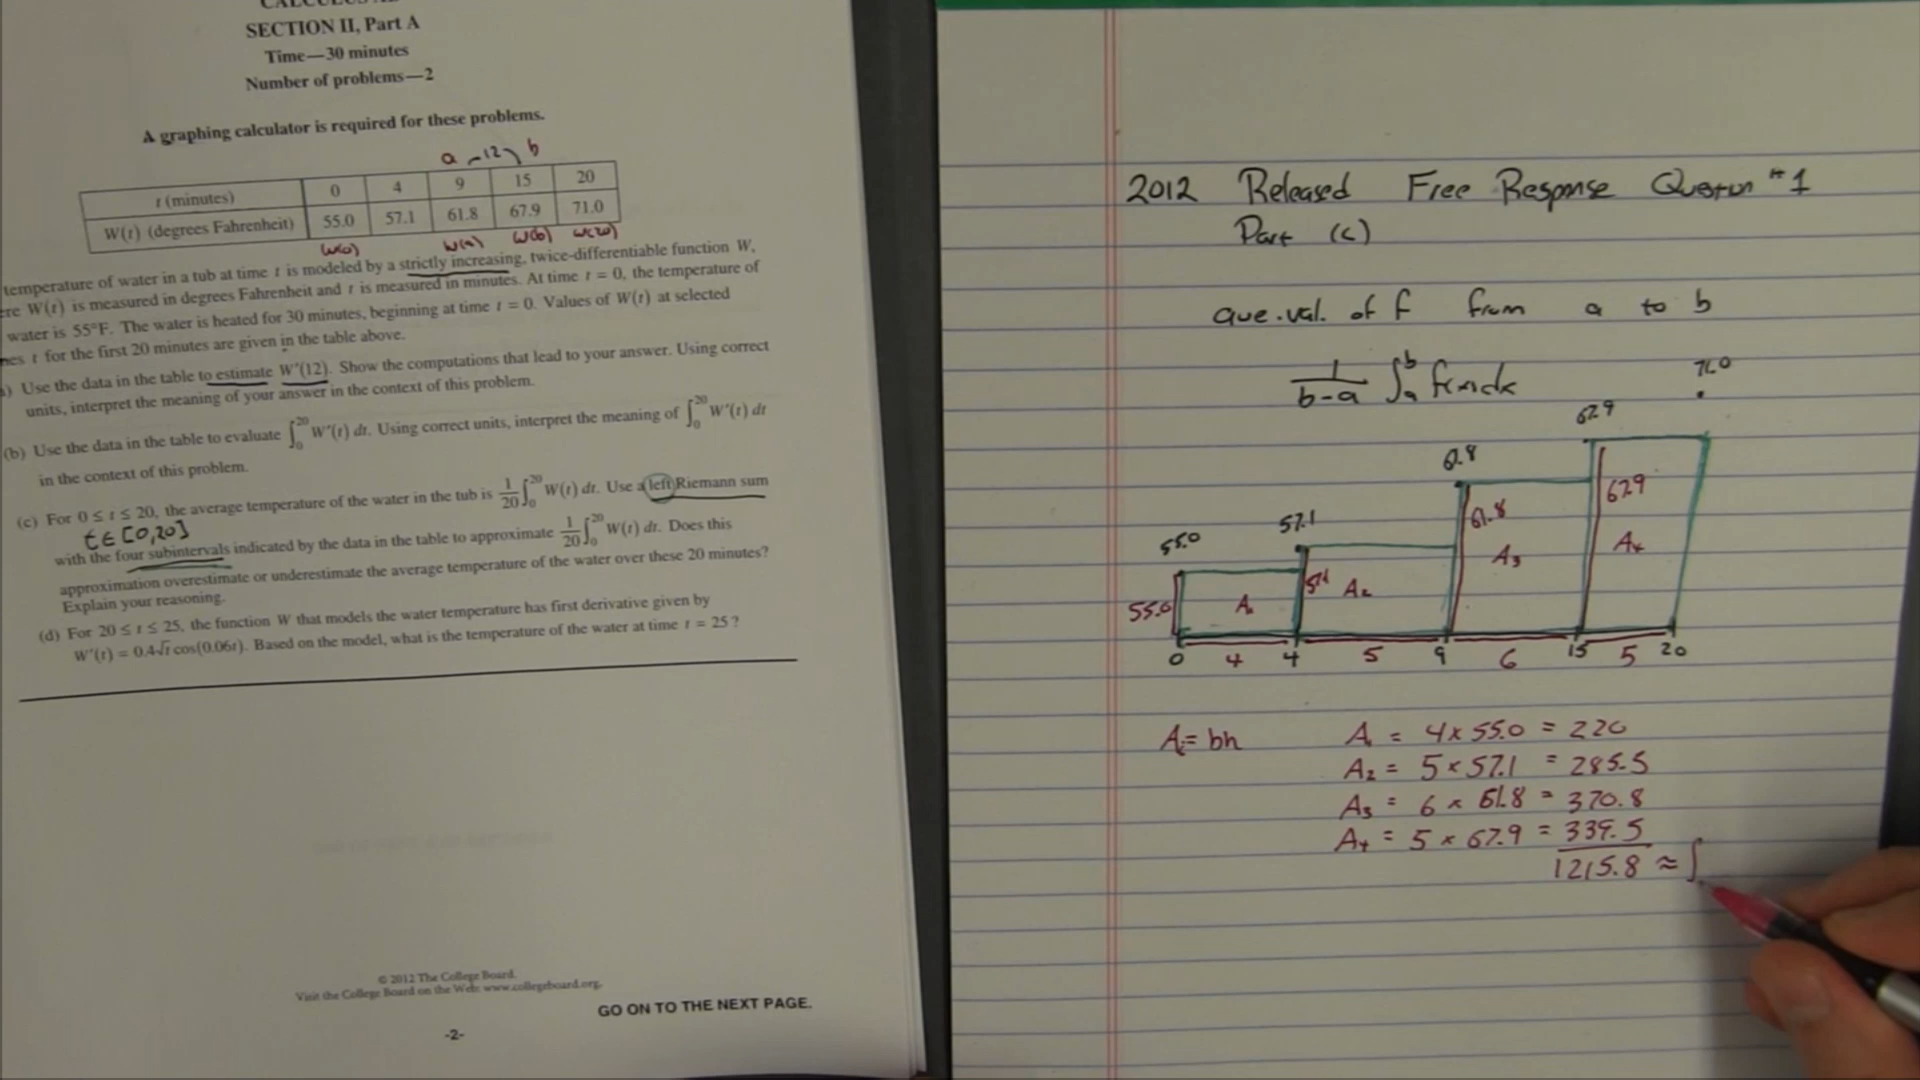 SECTION II, Part A
Time—30 minutes
Number of problems—2
A graphing calculator is required for these problems.
a 12 b
t (minutes) 0 4 9 15 20
W(t) (degrees Fahrenheit) 55.0 57.1 61.8 67.9 71.0
W(0) W(a) W(b) W(20)
temperature of water in a tub at time t is modeled by a strictly increasing, twice-differentiable function W,
re W(t) is measured in degrees Fahrenheit and t is measured in minutes. At time t = 0, the temperature of
water is 55°F. The water is heated for 30 minutes, beginning at time t = 0. Values of W(t) at selected
nes t for the first 20 minutes are given in the table above.
) Use the data in the table to estimate W'(12). Show the computations that lead to your answer. Using correct
units, interpret the meaning of your answer in the context of this problem.
(b) Use the data in the table to evaluate ∫₀²⁰ W'(t) dt. Using correct units, interpret the meaning of ∫₀²⁰ W'(t) dt
in the context of this problem.
(c) For 0 ≤ t ≤ 20, the average temperature of the water in the tub is 1/20 ∫₀²⁰ W(t) dt. Use a left Riemann sum
t ∈ [0,20]
with the four subintervals indicated by the data in the table to approximate 1/20 ∫₀²⁰ W(t) dt. Does this
approximation overestimate or underestimate the average temperature of the water over these 20 minutes?
Explain your reasoning.
(d) For 20 ≤ t ≤ 25, the function W that models the water temperature has first derivative given by
W'(t) = 0.4√t cos(0.06t). Based on the model, what is the temperature of the water at time t = 25?
© 2012 The College Board.
Visit the College Board on the Web: www.collegeboard.org.
GO ON TO THE NEXT PAGE.
-2-
2012 Released Free Response Question #1
Part (c)
ave.val. of f from a to b
1/(b-a) ∫ₐᵇ f(x)dx
55.0 57.1 67.9
55.0 57.1 61.8 67.9
A₁ A₂ A₃ A₄
0 4 4 5 9 6 15 5 20
A = bh
A₁ = 4 x 55.0 = 220
A₂ = 5 x 57.1 = 285.5
A₃ = 6 x 61.8 = 370.8
A₄ = 5 x 67.9 = 339.5
1215.8 ≈ ∫